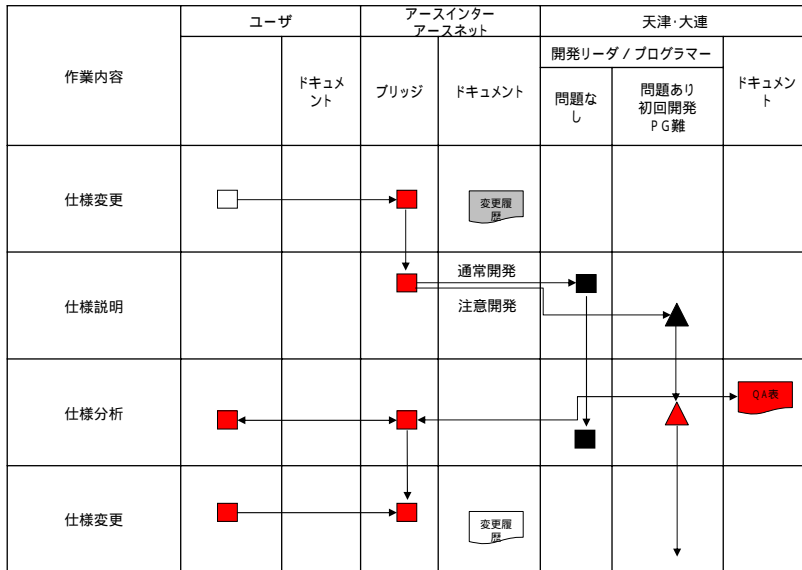 作業内容
ユーザ
アースインター
アースネット
天津･大連
ドキュメ
ント
ブリッジ
ドキュメント
開発リーダ / プログラマー
問題な
し
問題あり
初回開発
PG難
ドキュメン
ト
仕様変更
変更履
歴
仕様説明
通常開発
注意開発
仕様分析
QA表
仕様変更
変更履
歴